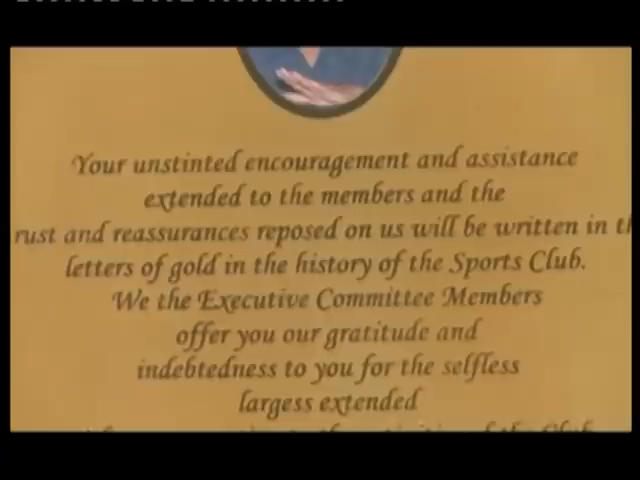 Your unstinted encouragement and assistance
extended to the members and the
rust and reassurances reposed on us will be written in th
letters of gold in the history of the Sports Club.
We the Executive Committee Members
offer you our gratitude and
indebtedness to you for the selfless
largess extended